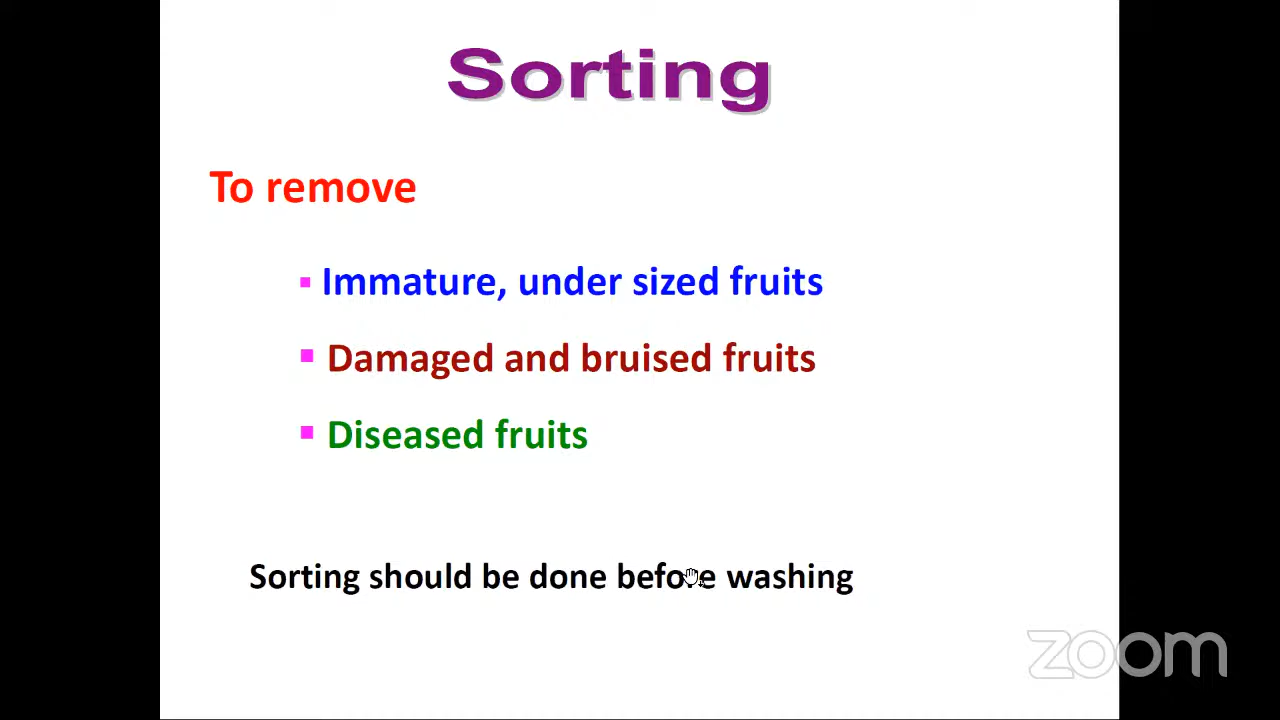 Sorting
To remove
▪ Immature, under sized fruits
▪ Damaged and bruised fruits
▪ Diseased fruits
Sorting should be done before washing
zoom